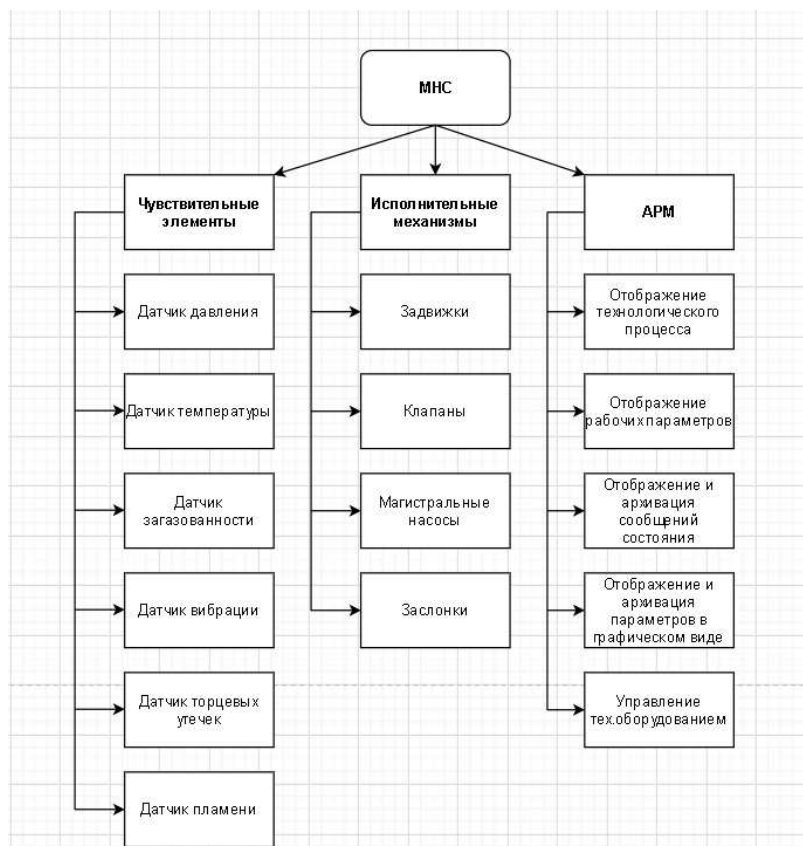 МНС
Чувствительные
элементы
Датчик давления
Датчик температуры
Датчик
загазованности
Датчик вибрации
Датчик торцевых
утечек
Датчик пламени
Исполнительные
механизмы
Задвижки
Клапаны
Магистральные
насосы
Заслонки
АРМ
Отображение
технологического
процесса
Отображение
рабочих параметров
Отображение и
архивация
сообщений
состояния
Отображение и
архивация
параметров в
графическом виде
Управление
тех.оборудованием